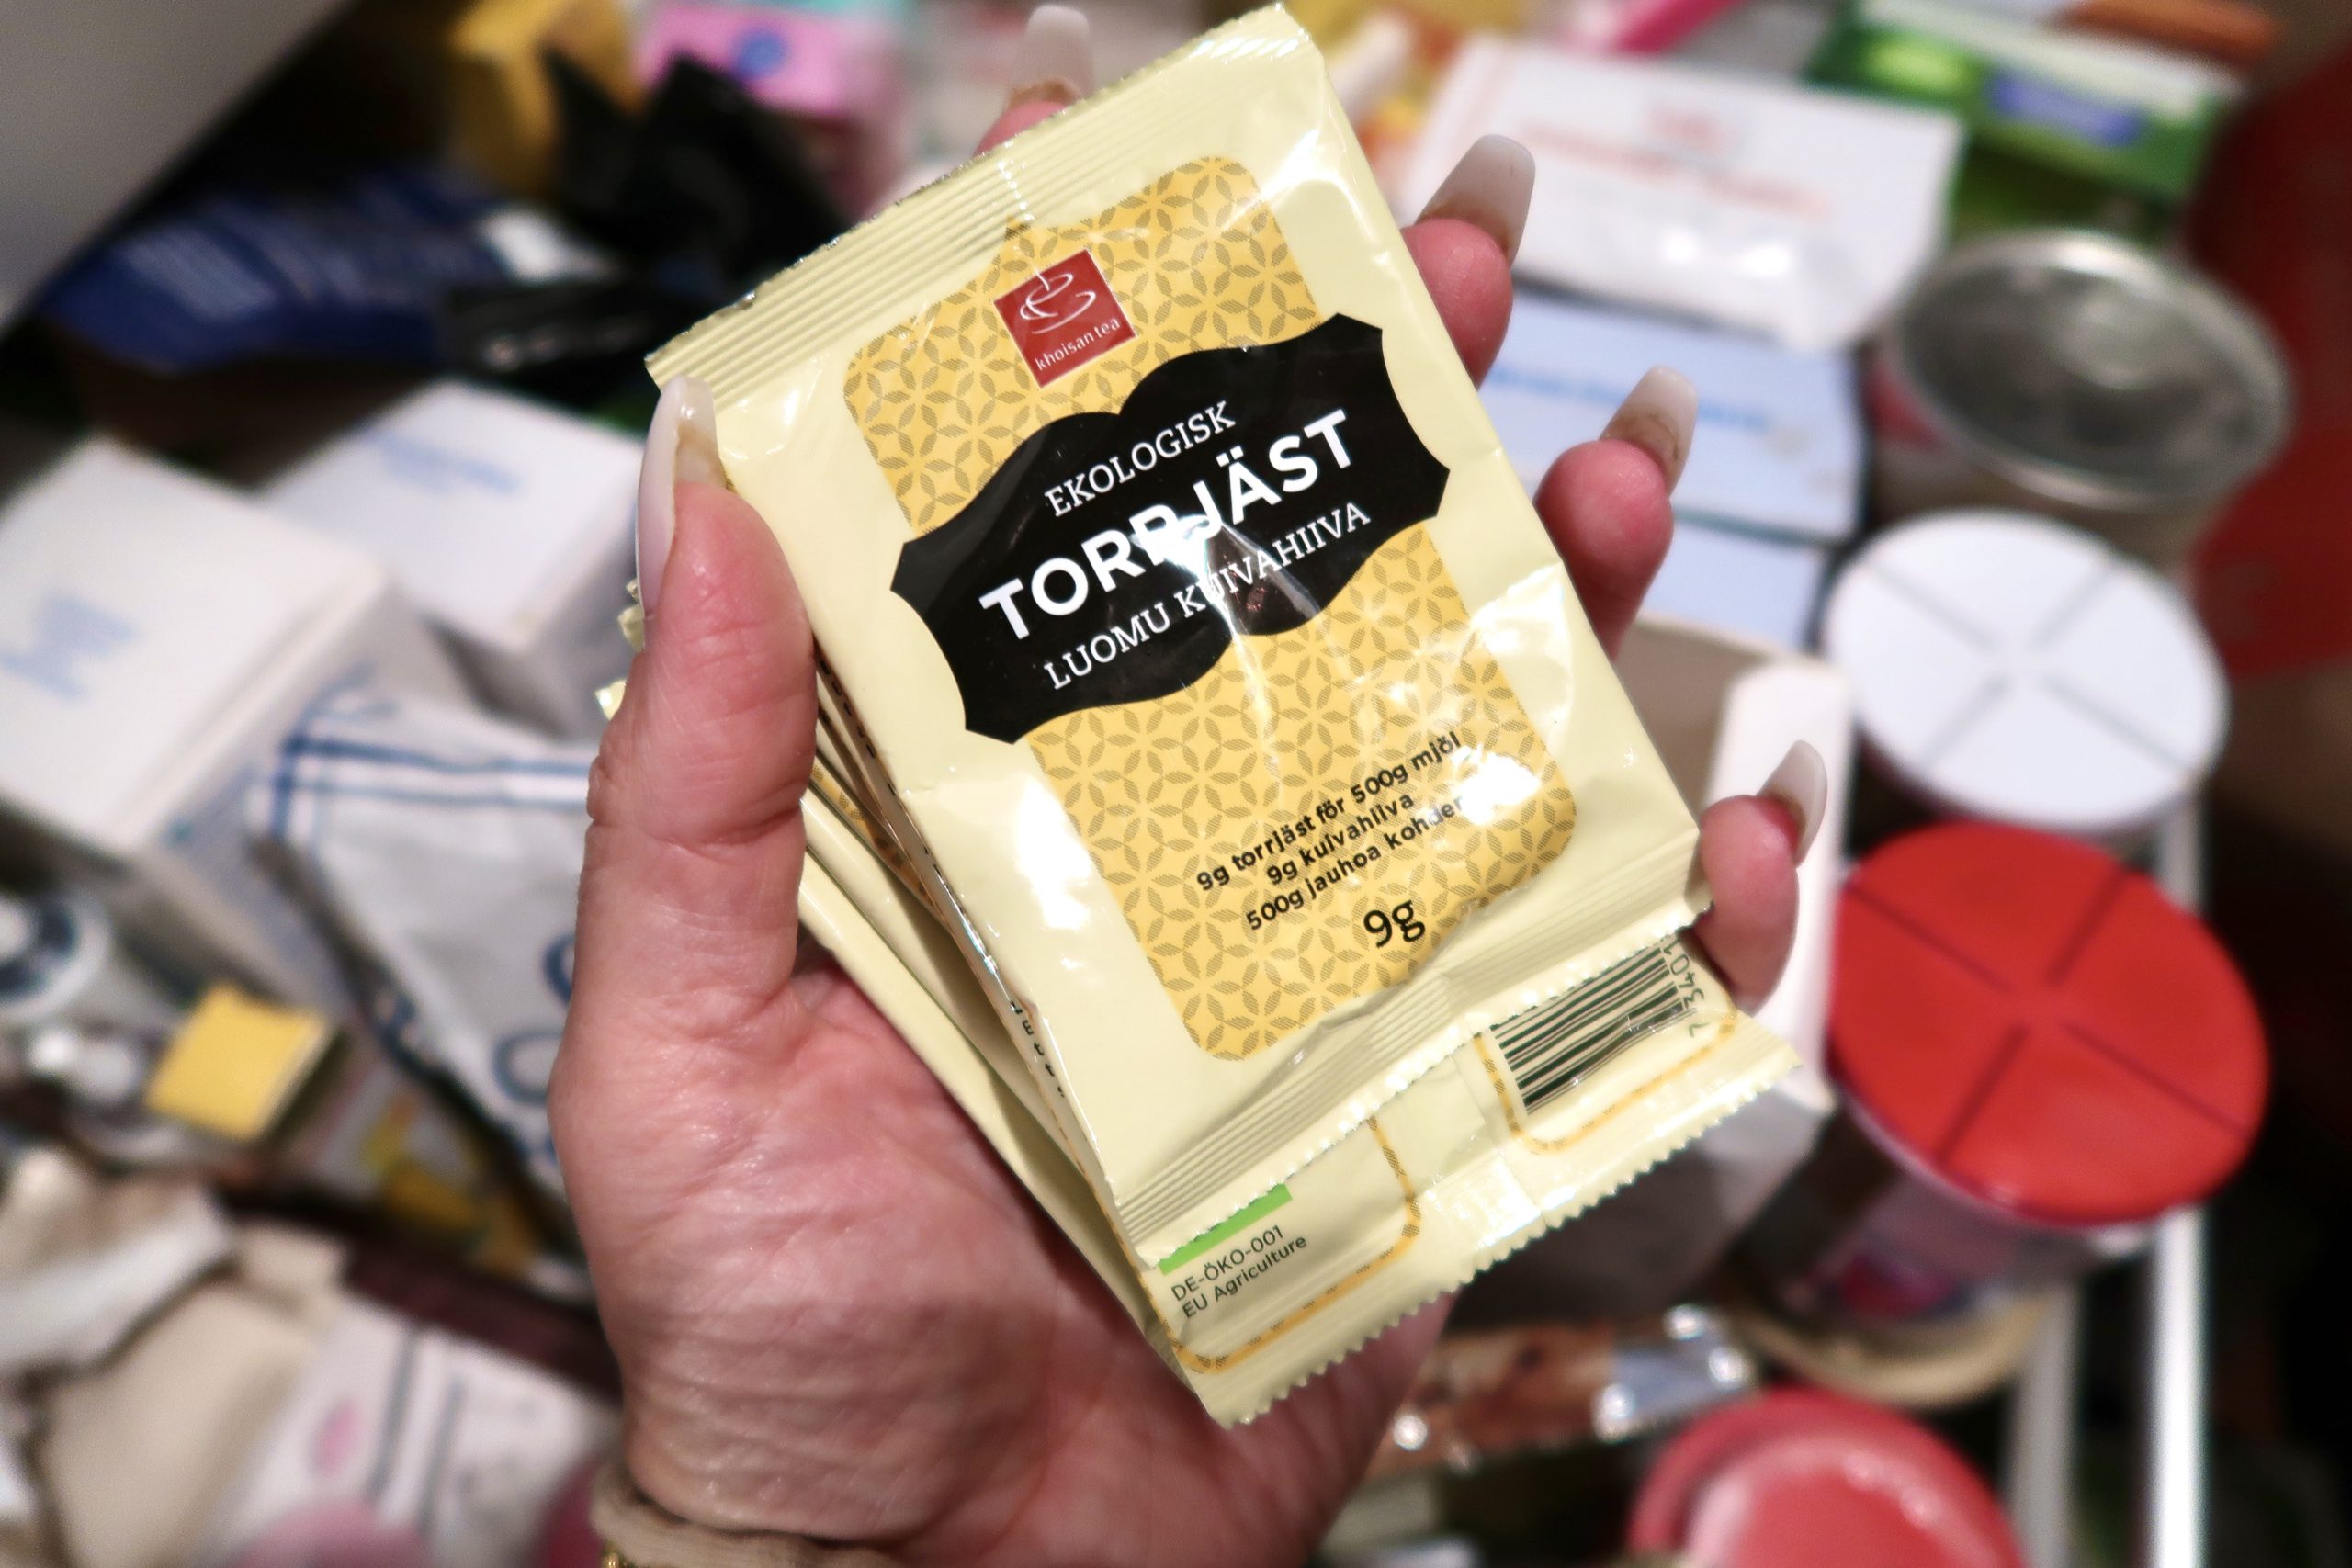 khoisan tea
EKOLOGISK
TORRJÄST
LUOMU KUIVAHIIVA
9g torrjäst för 500g mjöl
9g kuivahiiva
500g jauhoa kohden
9g
DE-ÖKO-001
EU Agriculture